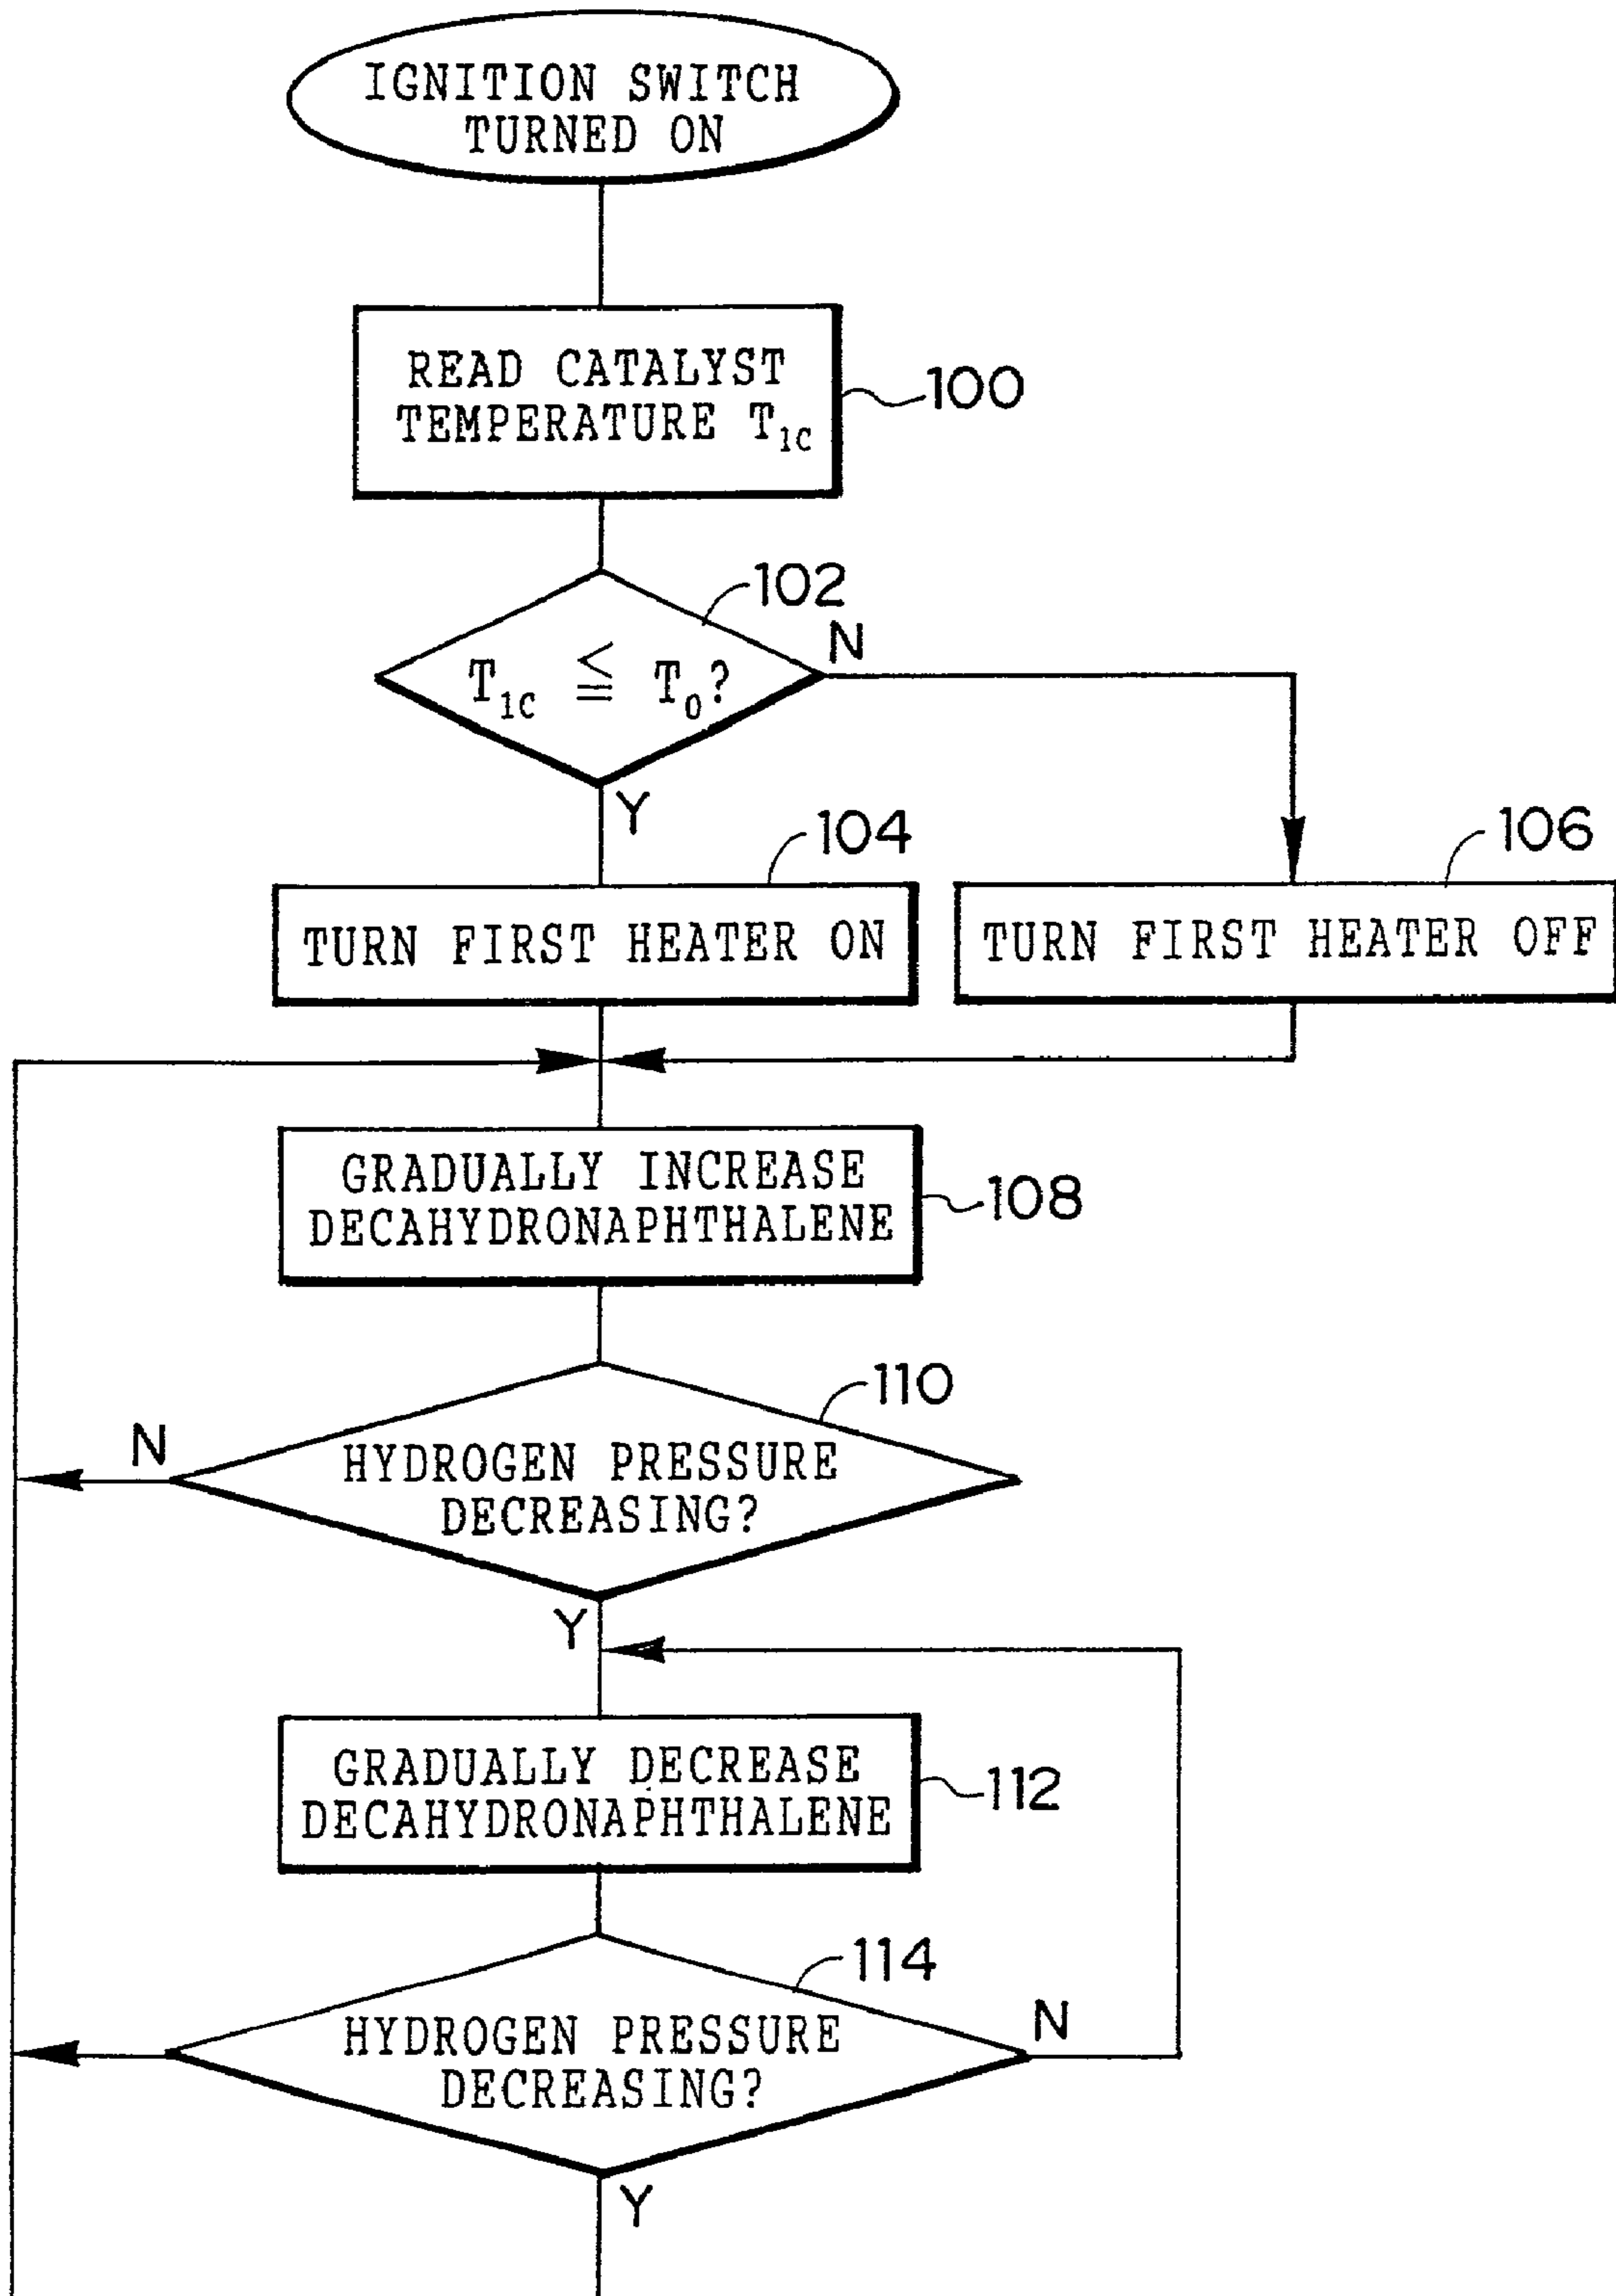 IGNITION SWITCH
TURNED ON
READ CATALYST
TEMPERATURE T₁C
100
102
T₁C ≦ T₀?
N
Y
104
TURN FIRST HEATER ON
106
TURN FIRST HEATER OFF
GRADUALLY INCREASE
DECAHYDRONAPHTHALENE
108
110
N
HYDROGEN PRESSURE
DECREASING?
Y
GRADUALLY DECREASE
DECAHYDRONAPHTHALENE
112
114
HYDROGEN PRESSURE
DECREASING?
N
Y